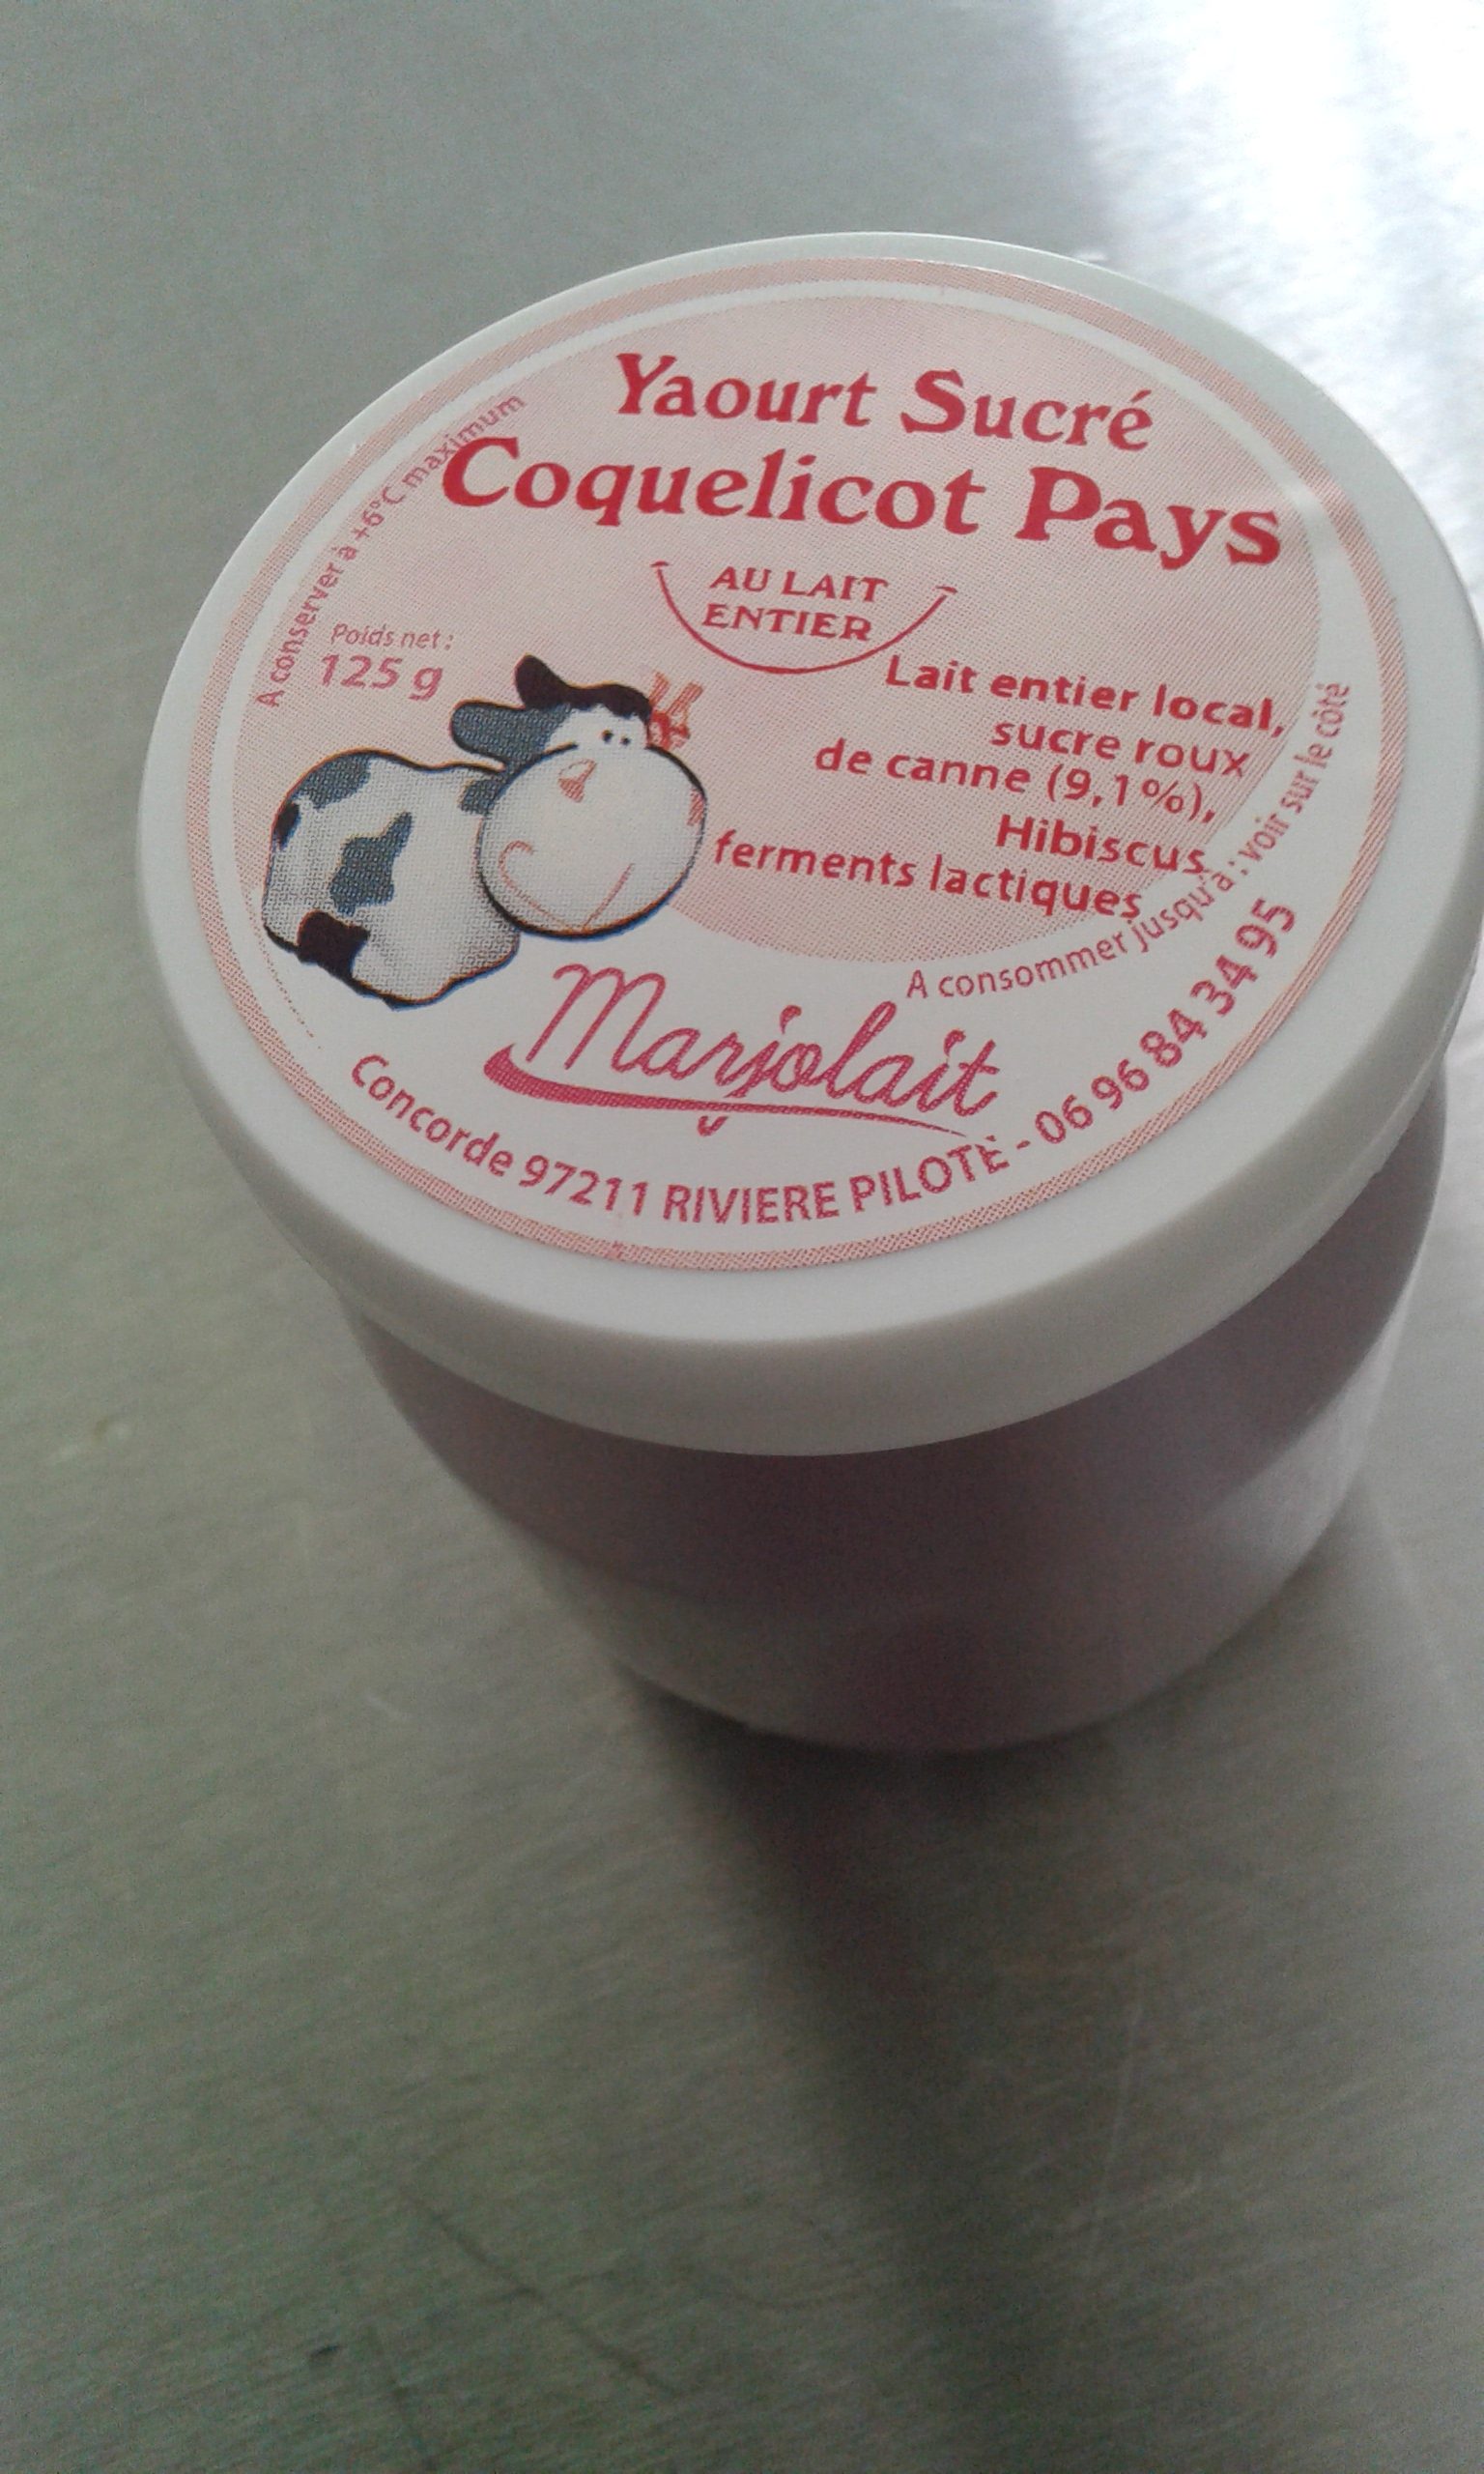 Yaourt Sucré
Coquelicot Pays
AU LAIT
ENTIER
A conserver à +6°C maximum
Poids net :
125 g
Lait entier local,
sucre roux
de canne (9,1%),
Hibiscus,
ferments lactiques
A consommer jusqu'à : voir sur le côté
Marjolait
Concorde 97211 RIVIERE PILOTE - 06 96 84 34 95